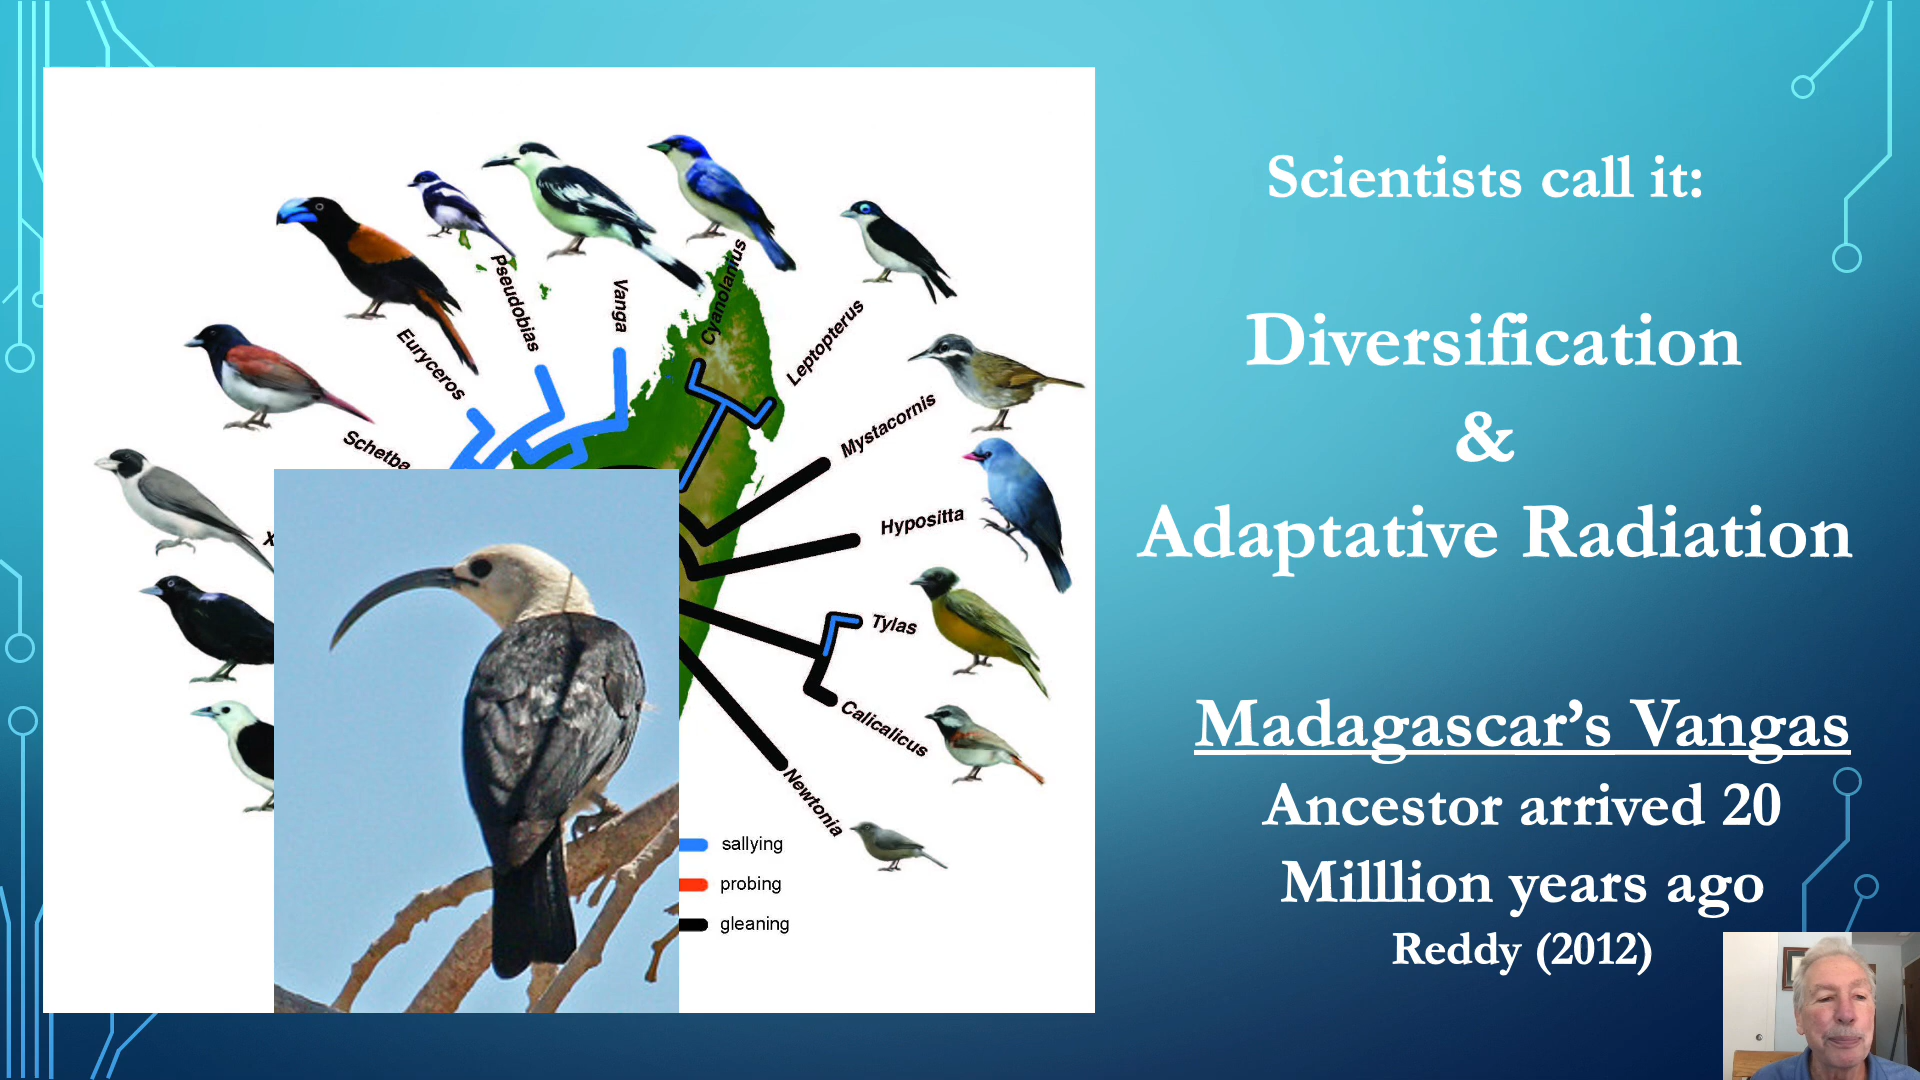 Scientists call it:
Diversification
&
Adaptative Radiation
Madagascar's Vangas
Ancestor arrived 20
Milllion years ago
Reddy (2012)
Schetba
Euryceros
Pseudobias
Vanga
Cyanolanius
Leptopterus
Mystacornis
Hypositta
Tylas
Calicalicus
Newtonia
X
sallying
probing
gleaning